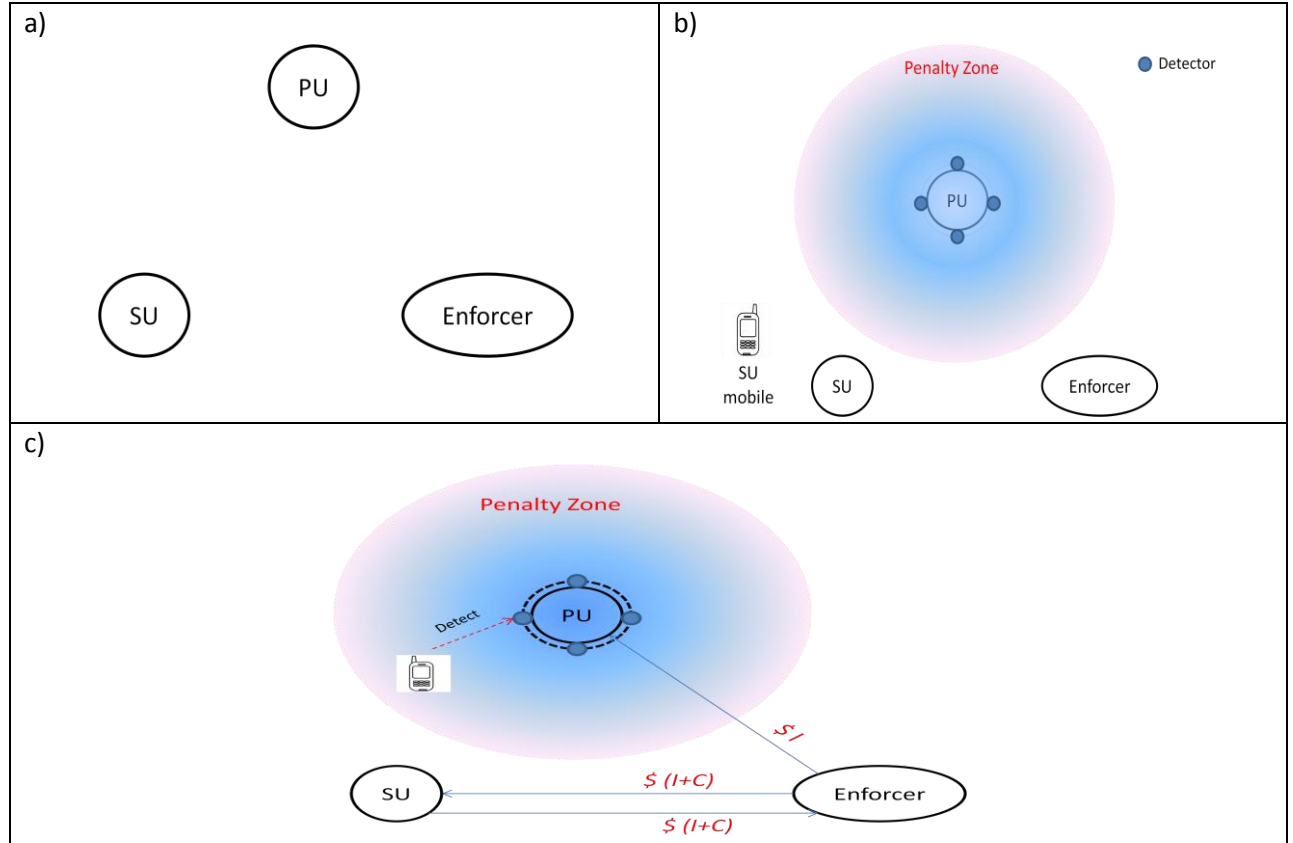 a)
PU
SU
Enforcer
b)
Penalty Zone
Detector
PU
SU
mobile
SU
Enforcer
c)
Penalty Zone
Detect
PU
$ I
SU
$ (I+C)
Enforcer
$ (I+C)